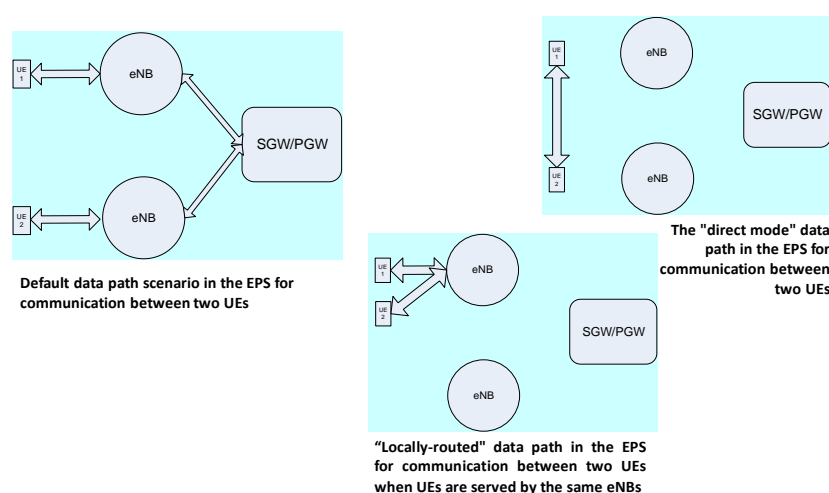 UE
1
eNB
SGW/PGW
UE
2
eNB
Default data path scenario in the EPS for
communication between two UEs
UE
1
eNB
SGW/PGW
UE
2
eNB
The "direct mode" data
path in the EPS for
communication between
two UEs
UE
1
eNB
UE
2
SGW/PGW
eNB
“Locally-routed" data path in the EPS
for communication between two UEs
when UEs are served by the same eNBs